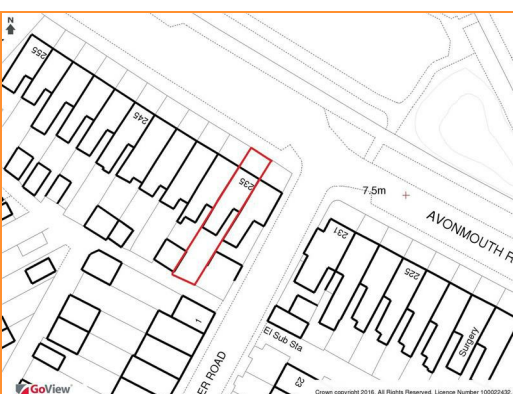 N
255
245
235
7.5m
AVONMOUTH R
231
225
Surgery
El Sub Sta
1
ER ROAD
23
GoView
Crown copyright 2016. All Rights Reserved. Licence Number 100022432.